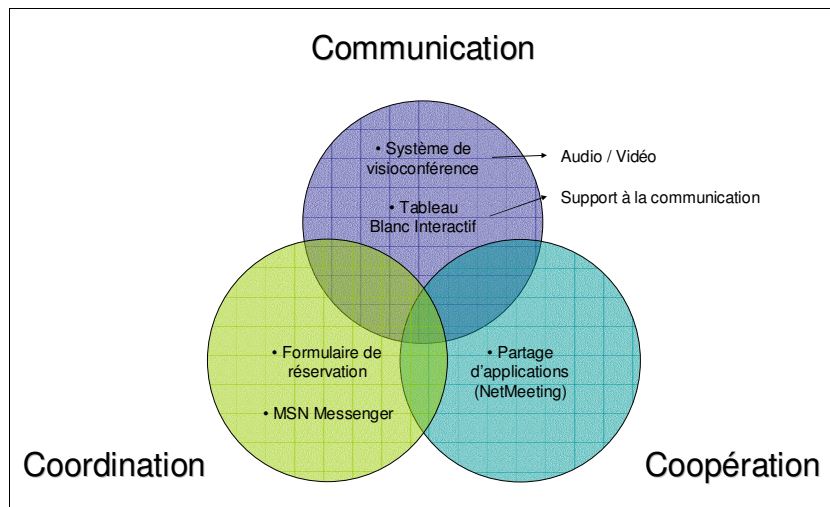 Communication
• Système de
visioconférence
Audio / Vidéo
• Tableau
Blanc Interactif
Support à la communication
• Formulaire de
réservation
• MSN Messenger
• Partage
d'applications
(NetMeeting)
Coordination
Coopération